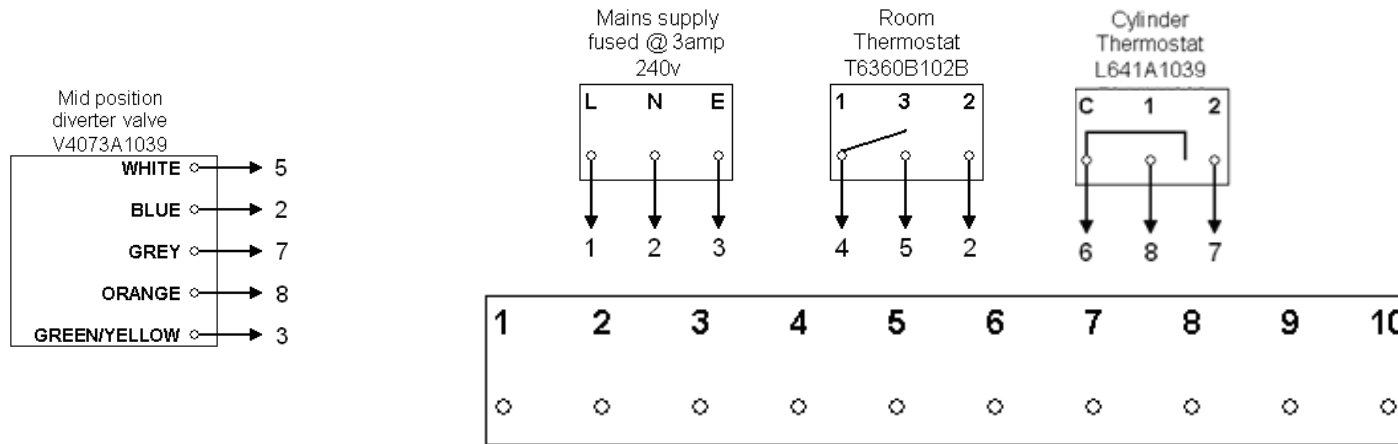 Mid position
diverter valve
V4073A1039
WHITE 5
BLUE 2
GREY 7
ORANGE 8
GREEN/YELLOW 3
Mains supply
fused @ 3amp
240v
L N E
1 2 3
Room
Thermostat
T6360B102B
1 3 2
4 5 2
Cylinder
Thermostat
L641A1039
C 1 2
6 8 7
1 2 3 4 5 6 7 8 9 10